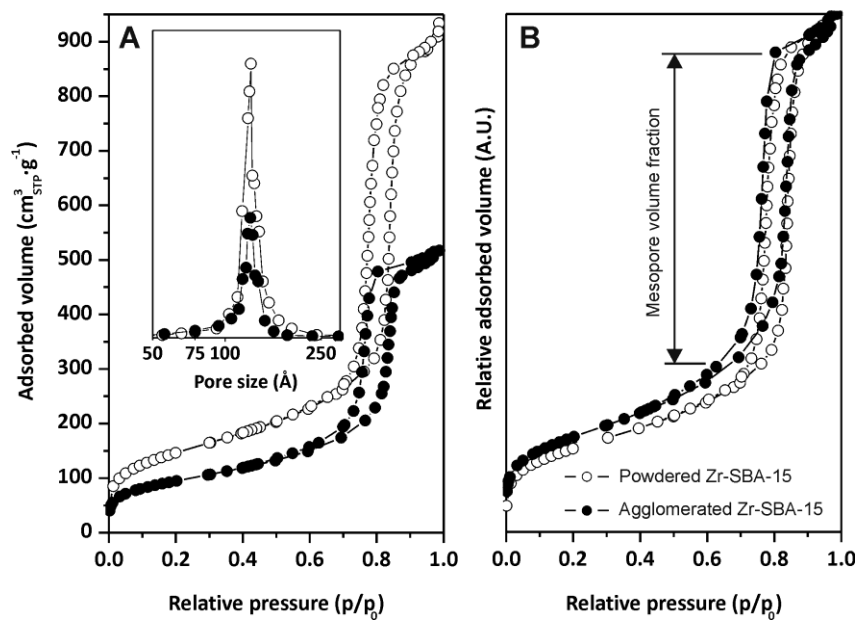 A
950
900
800
700
600
500
400
300
200
100
0
Adsorbed volume (cm³STP·g⁻¹)
50 75 100 250
Pore size (Å)
0.0 0.2 0.4 0.6 0.8 1.0
Relative pressure (p/p0)
B
Relative adsorbed volume (A.U.)
Mesopore volume fraction
Powdered Zr-SBA-15
Agglomerated Zr-SBA-15
0.0 0.2 0.4 0.6 0.8 1.0
Relative pressure (p/p0)